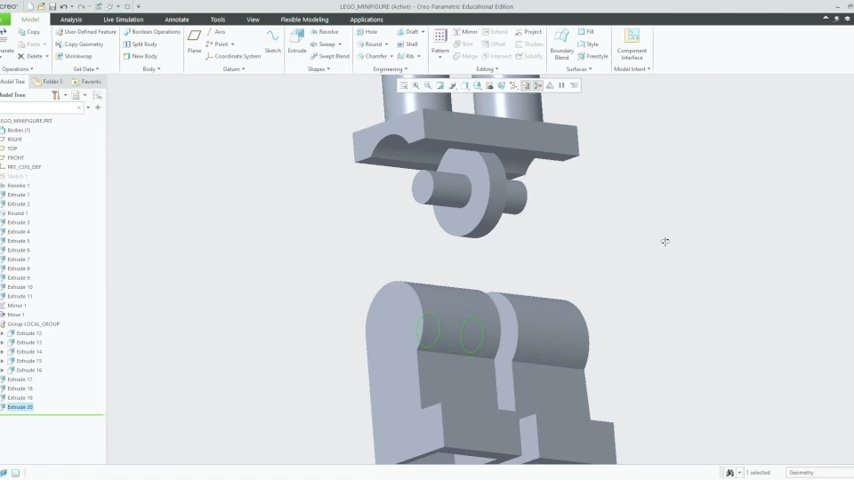 creo
LEGO_MINIFIGURE (Active) - Creo Parametric Educational Edition
Model Analysis Live Simulation Annotate Tools View Flexible Modeling Applications
Copy User-Defined Feature Boolean Operations Axis Revolve Hole Draft Mirror Extend Project Fill
Copy Geometry Split Body Plane Point Sketch Extrude Sweep Round Shell Pattern Trim Offset Thicken Boundary Blend Style Component Interface
Delete Shrinkwrap New Body Coordinate System Swept Blend Chamfer Rib Merge Intersect Solidify Freestyle
Operations Get Data Body Datum Shapes Engineering Editing Surfaces Model Intent
Model Tree Folder Favorite
Model Tree
LEGO_MINIFIGURE.PRT
Bodies (1)
RIGHT
TOP
FRONT
PRT_CSYS_DEF
Sketch 1
Revolve 1
Extrude 1
Extrude 2
Round 1
Extrude 3
Extrude 4
Extrude 5
Extrude 6
Extrude 7
Extrude 8
Extrude 9
Extrude 10
Extrude 11
Mirror 1
Move 1
Group LOCAL_GROUP
Extrude 12
Extrude 13
Extrude 14
Extrude 15
Extrude 16
Extrude 17
Extrude 18
Extrude 19
Extrude 20
1 selected Geometry